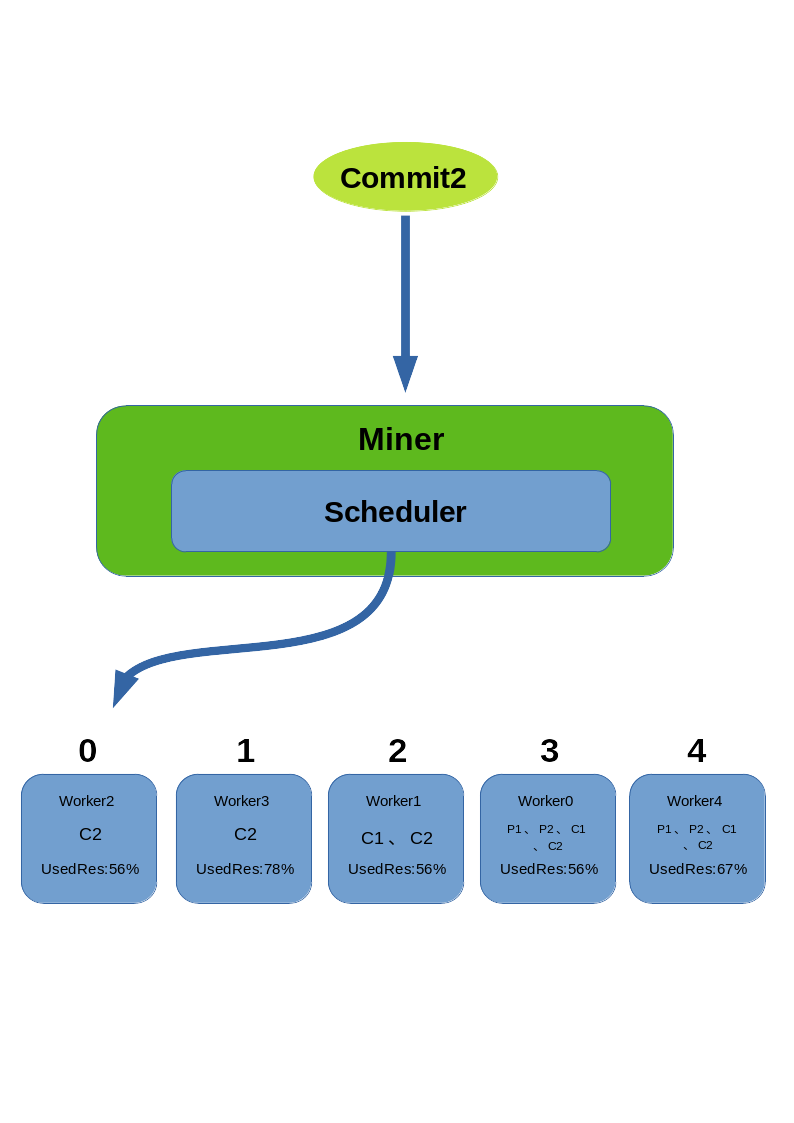 Commit2
Miner
Scheduler
0 1 2 3 4
Worker2
C2
UsedRes:56%
Worker3
C2
UsedRes:78%
Worker1
C1 、 C2
UsedRes:56%
Worker0
P1 、 P2 、 C1
、 C2
UsedRes:56%
Worker4
P1 、 P2 、 C1
、 C2
UsedRes:67%